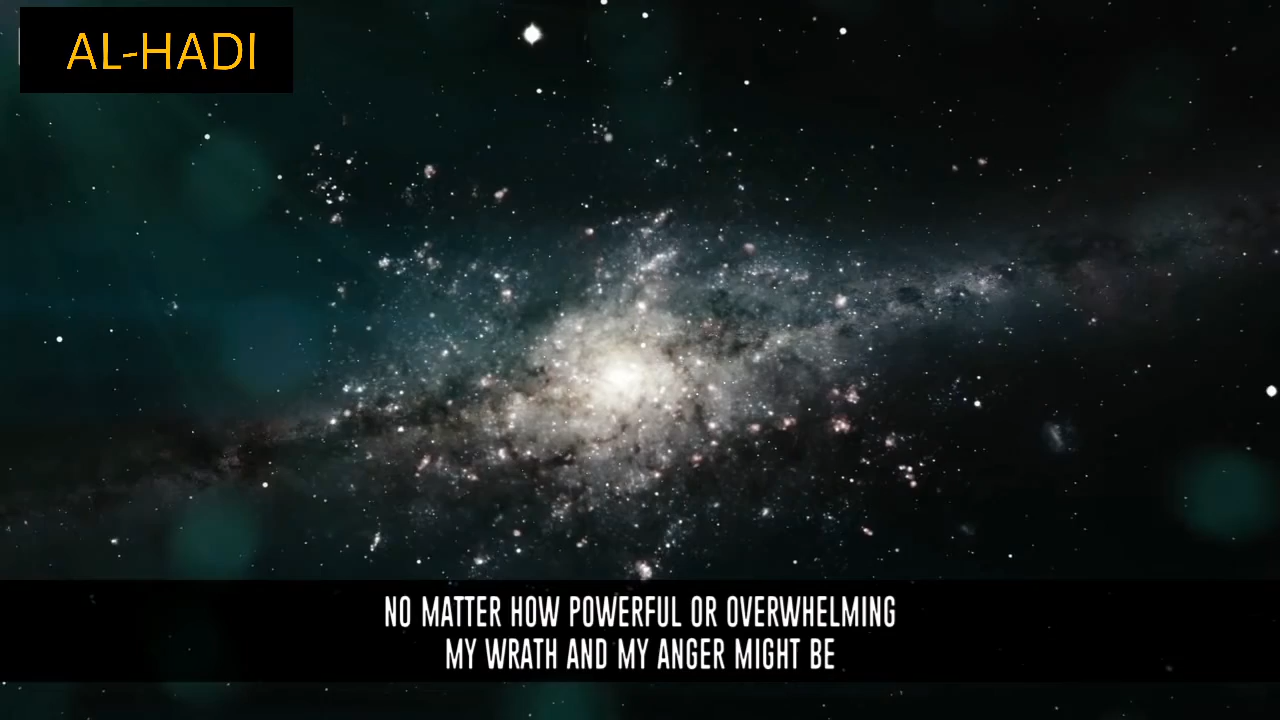 AL-HADI
NO MATTER HOW POWERFUL OR OVERWHELMING
MY WRATH AND MY ANGER MIGHT BE